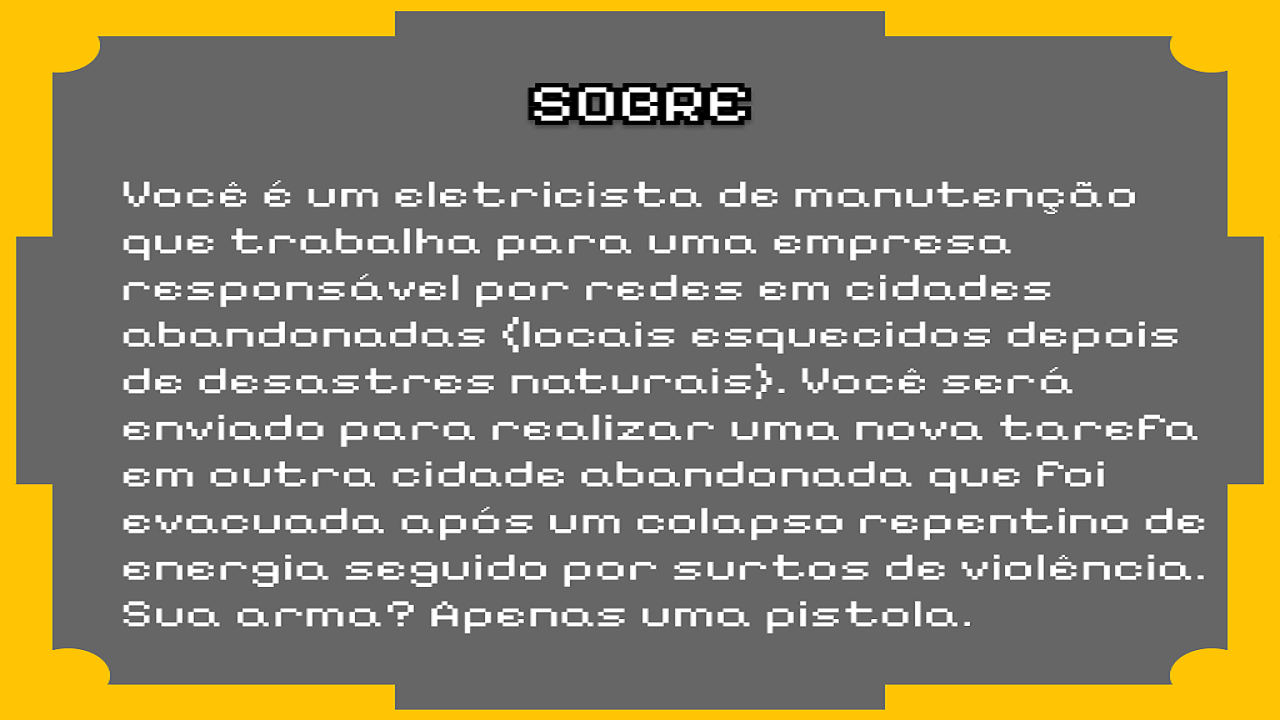 SOBRE
Você é um eletricista de manutenção
que trabalha para uma empresa
responsável por redes em cidades
abandonadas (locais esquecidos depois
de desastres naturais). Você será
enviado para realizar uma nova tarefa
em outra cidade abandonada que foi
evacuada após um colapso repentino de
energia seguido por surtos de violência.
Sua arma? Apenas uma pistola.